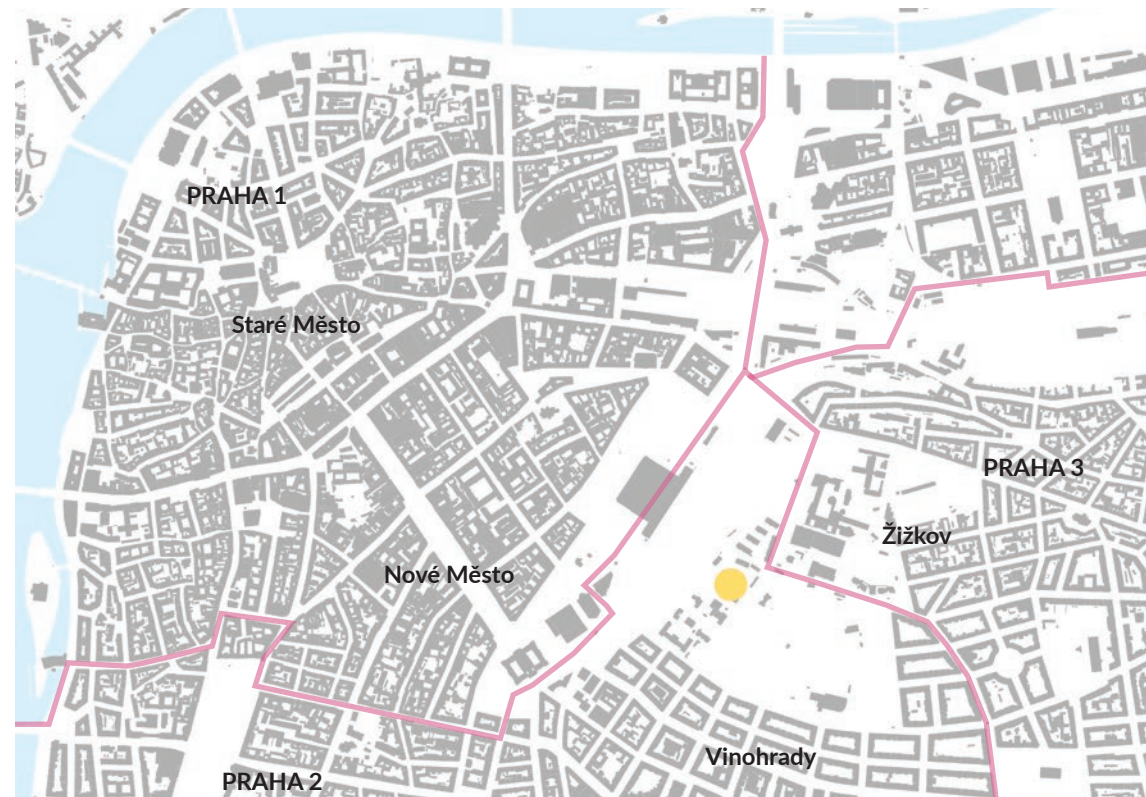 PRAHA 1
Staré Město
PRAHA 3
Žižkov
Nové Město
Vinohrady
PRAHA 2